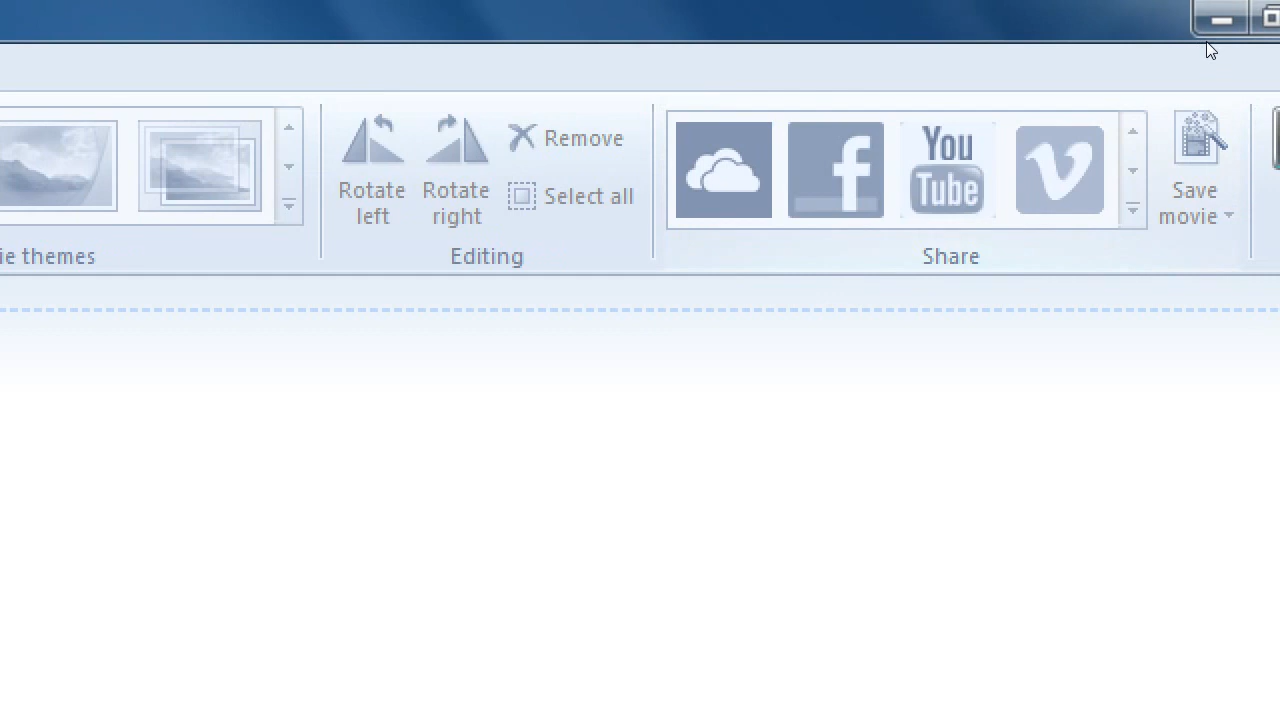 Rotate left
Rotate right
Remove
Select all
You
Tube
Save movie
ie themes
Editing
Share